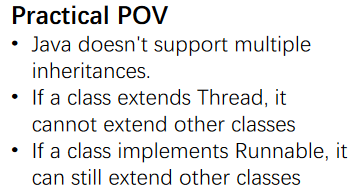 Practical POV
• Java doesn't support multiple
inheritances.
• If a class extends Thread, it
cannot extend other classes
• If a class implements Runnable, it
can still extend other classes